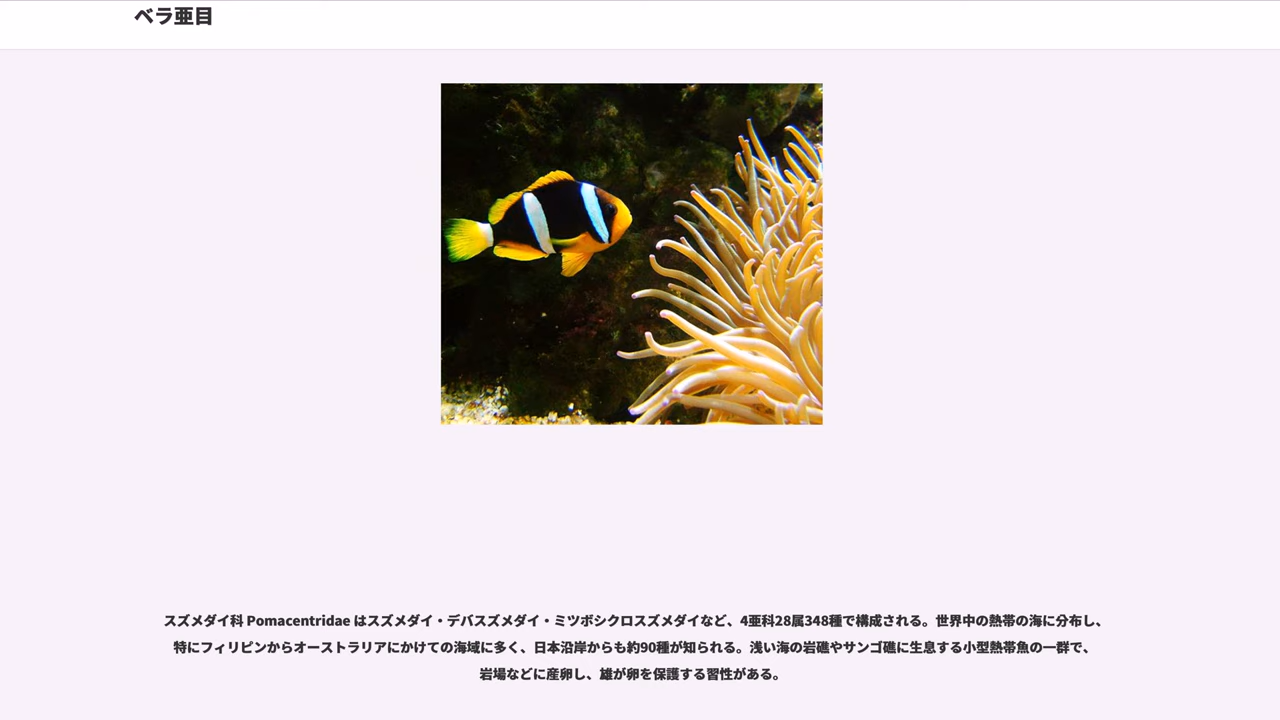 ベラ亜目
スズメダイ科 Pomacentridae はスズメダイ・デバスズメダイ・ミツボシクロスズメダイなど、4亜科28属348種で構成される。世界中の熱帯の海に分布し、
特にフィリピンからオーストラリアにかけての海域に多く、日本沿岸からも約90種が知られる。浅い海の岩礁やサンゴ礁に生息する小型熱帯魚の一群で、
岩場などに産卵し、雄が卵を保護する習性がある。